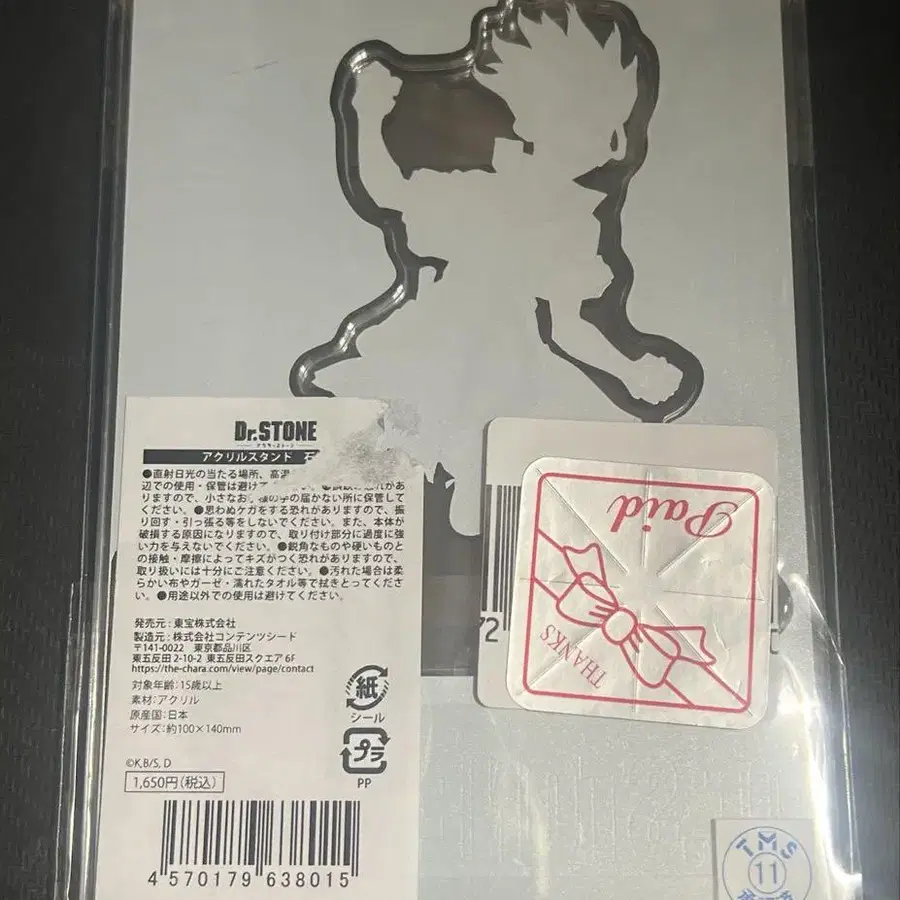 Dr.STONE
アクリルスタンド 石
●直射日光の当たる場所、高温
辺での使用・保管は避けて
りますので、小さなお 様の手の届かない所に保管して
ください。●思わぬケガをする恐れがありますので、振
り回す・引っ張る等をしないでください。また、本体が
破損する原因になりますので、取り付け部分に過度に強
い力を与えないでください。●鋭角なものや硬いものと
の接触・摩擦によってキズがつく恐れがありますので、
取り扱いには十分にご注意ください。●汚れた場合は柔
らかい布やガーゼ・濡れたタオル等で拭きとってくださ
い。●用途以外での使用は避けてください。
発売元：東宝株式会社
製造元：株式会社コンテンツシード
〒141-0022 東京都品川区
東五反田 2-10-2 東五反田スクエア 6F
https://the-chara.com/view/page/contact
対象年齢：15歳以上
素材：アクリル
原産国：日本
サイズ：約100×140mm
紙
シール
プラ
PP
©K,B/S, D
1,650円(税込)
4 570179 638015
72
Paid
THANKS
TMS
11